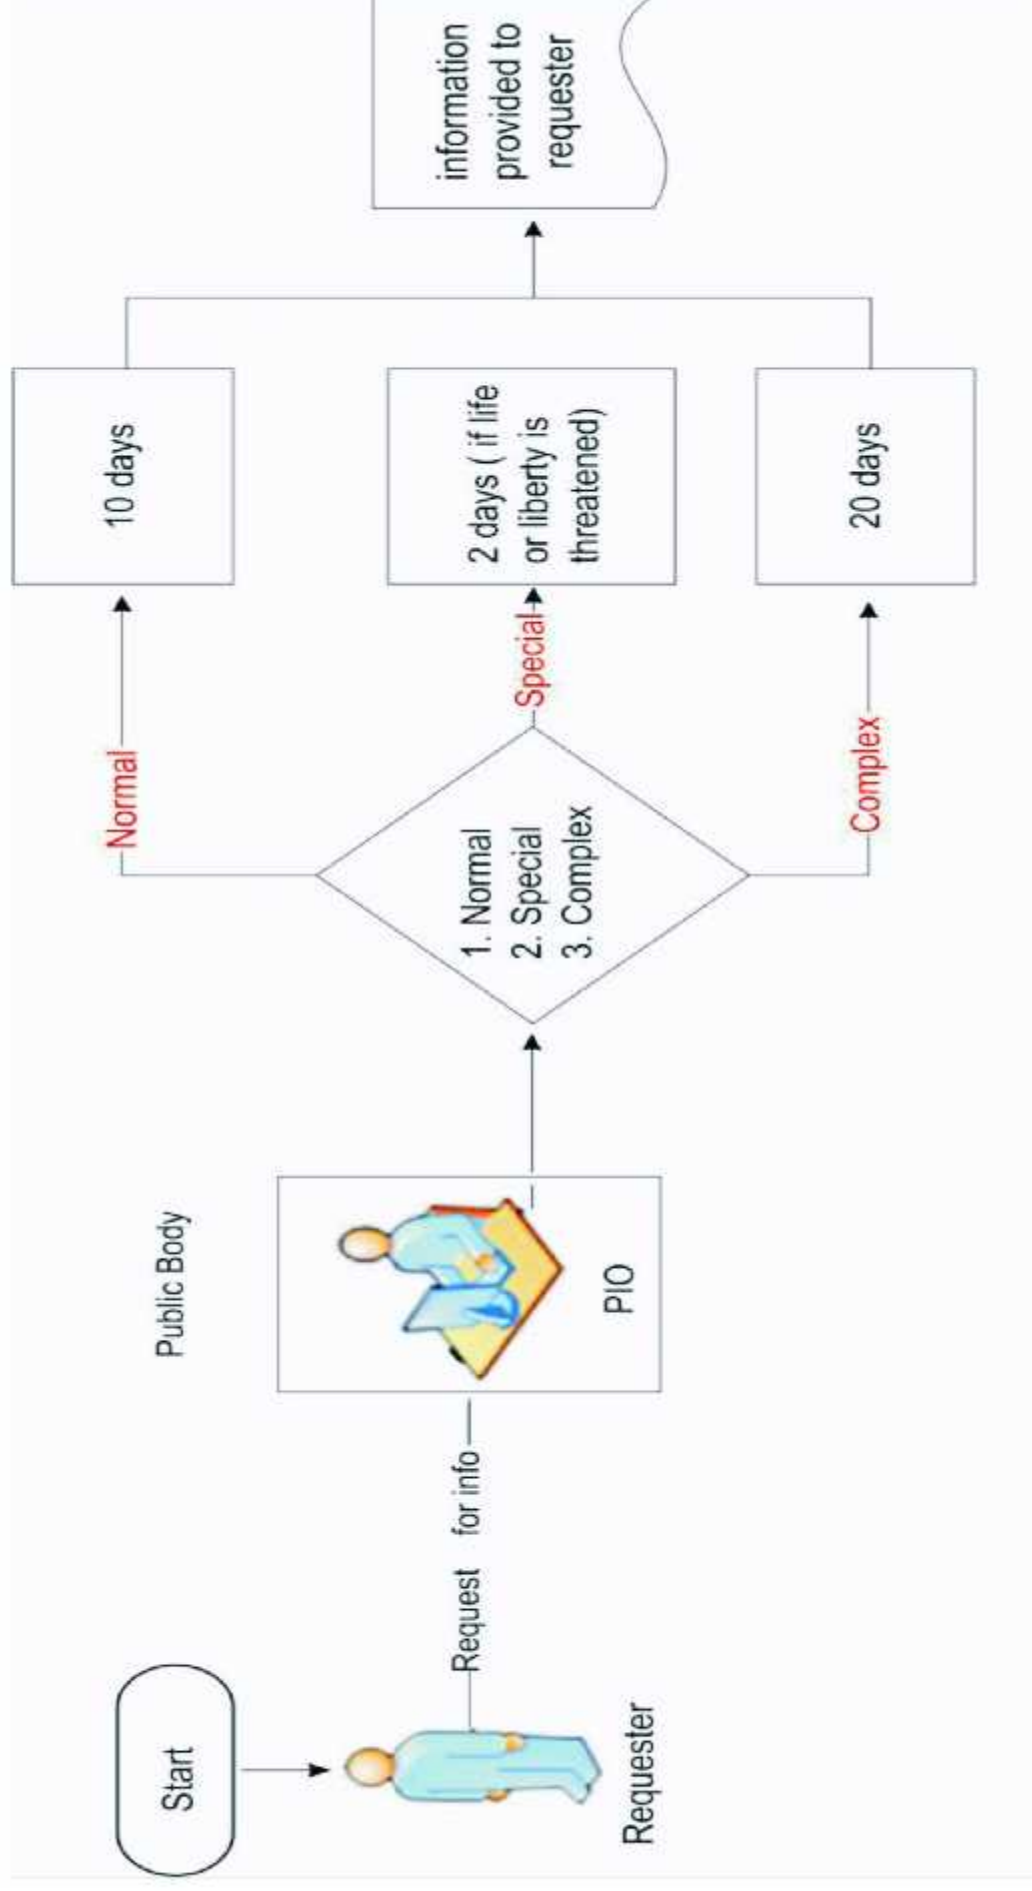 Start
Requester
Request for info
Public Body
PIO
1. Normal
2. Special
3. Complex
Normal
Special
Complex
10 days
2 days ( if life
or liberty is
threatened)
20 days
information
provided to
requester